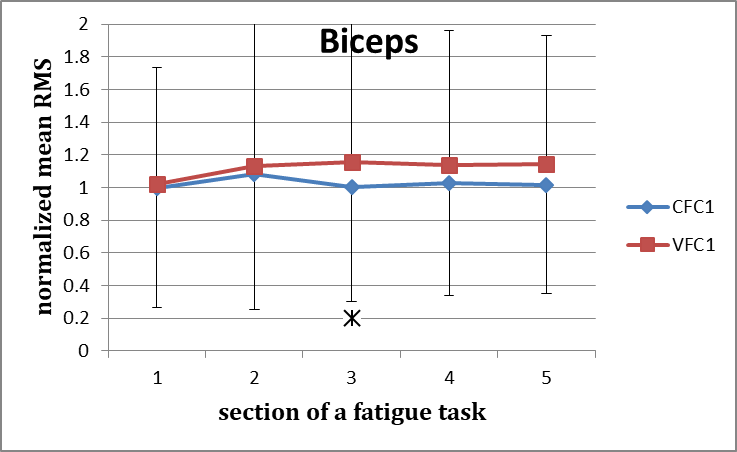 Biceps
normalized mean RMS
2
1.8
1.6
1.4
1.2
1
0.8
0.6
0.4
0.2
0
1 2 3 4 5
section of a fatigue task
CFC1
VFC1